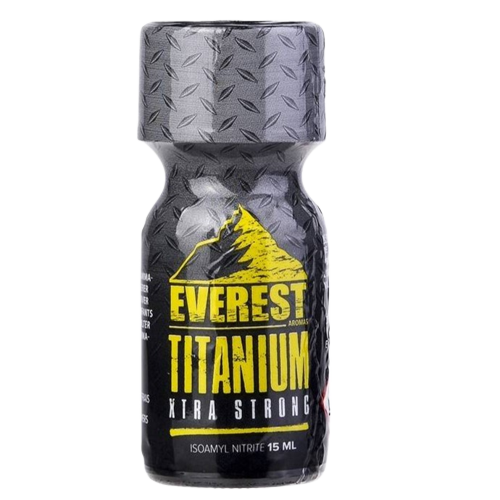 EVEREST
AROMAS
TITANIUM
XTRA STRONG
ISOAMYL NITRITE 15 ML